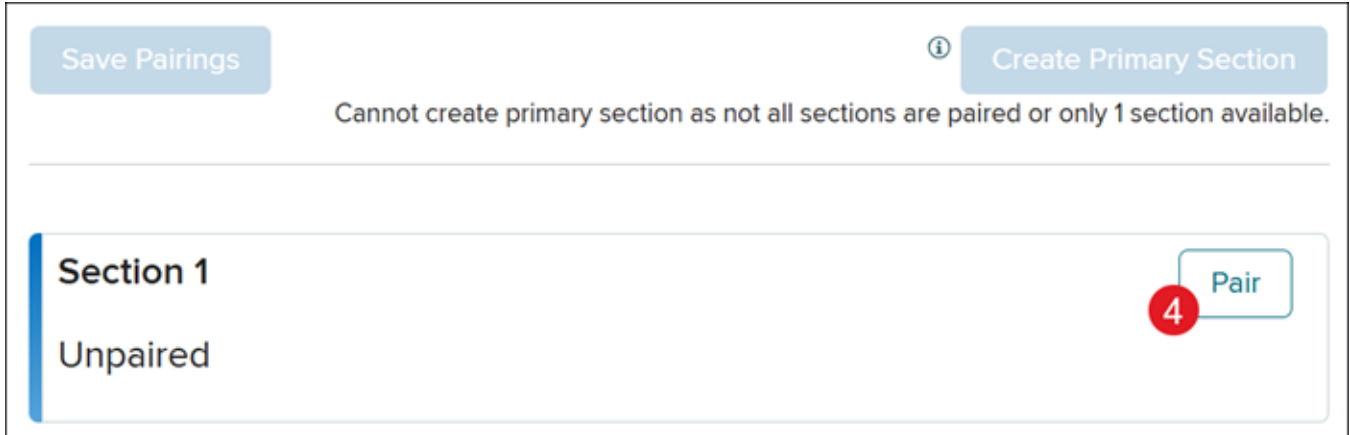 Save Pairings
ⓘ Create Primary Section
Cannot create primary section as not all sections are paired or only 1 section available.
Section 1
Pair
4
Unpaired